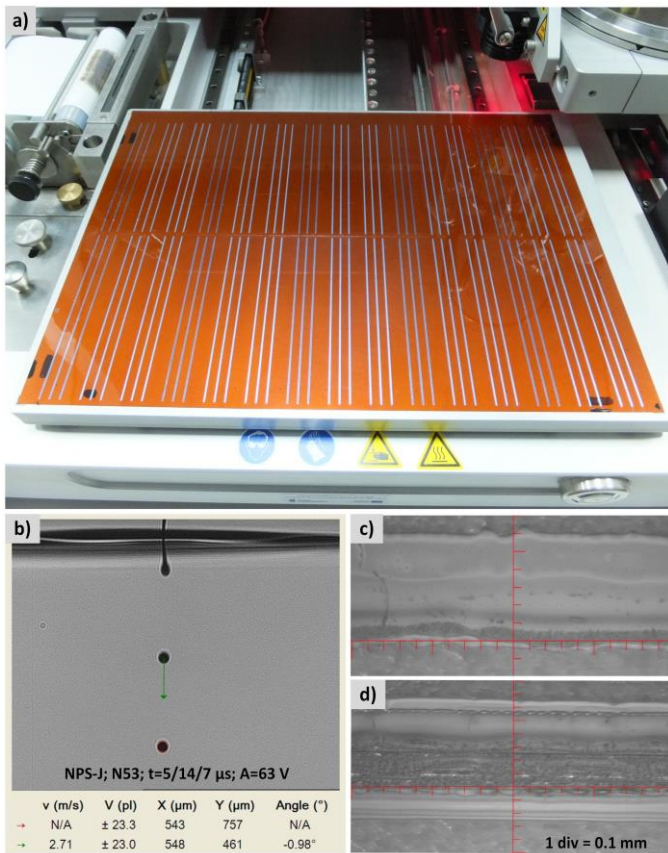 a)
b)
NPS-J; N53; t=5/14/7 µs; A=63 V
v (m/s) V (pl) X (µm) Y (µm) Angle (°)
→ N/A ± 23.3 543 757 N/A
→ 2.71 ± 23.0 548 461 -0.98°
c)
d)
1 div = 0.1 mm